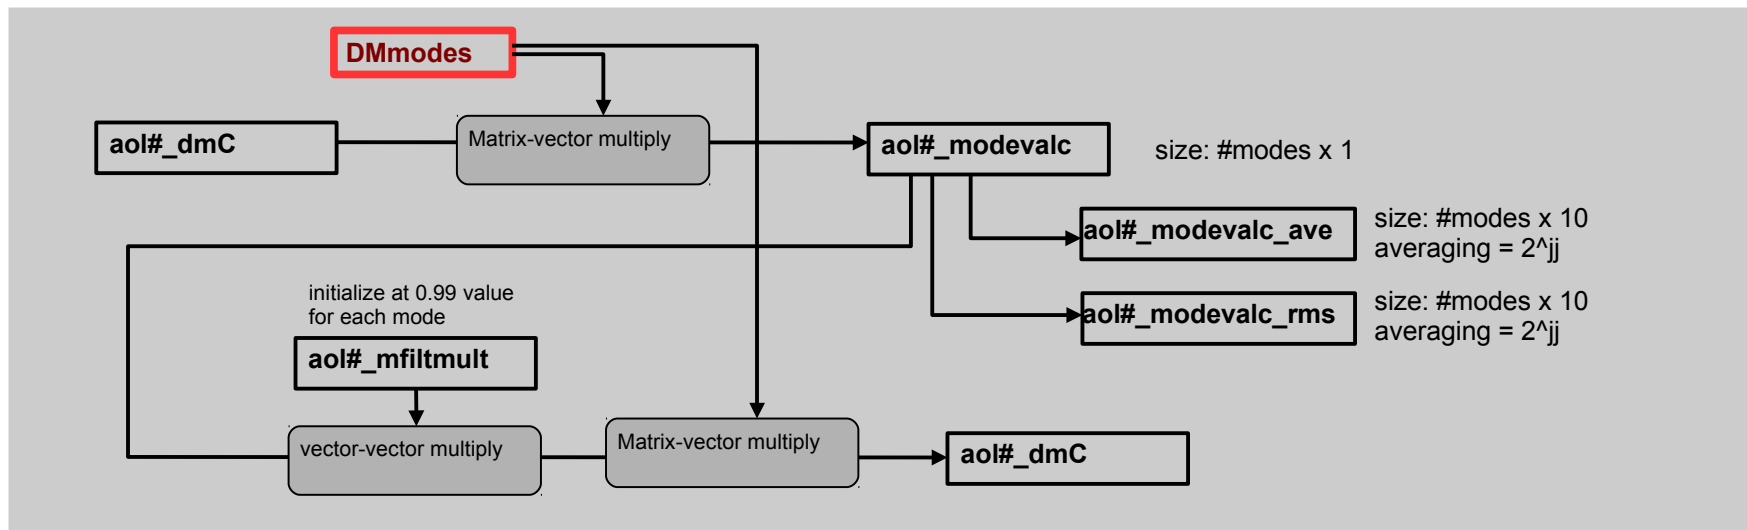 DMmodes
aol#_dmC
Matrix-vector multiply
aol#_modevalc
size: #modes x 1
aol#_modevalc_ave
size: #modes x 10
averaging = 2^jj
aol#_modevalc_rms
size: #modes x 10
averaging = 2^jj
initialize at 0.99 value
for each mode
aol#_mfiltmult
vector-vector multiply
Matrix-vector multiply
aol#_dmC